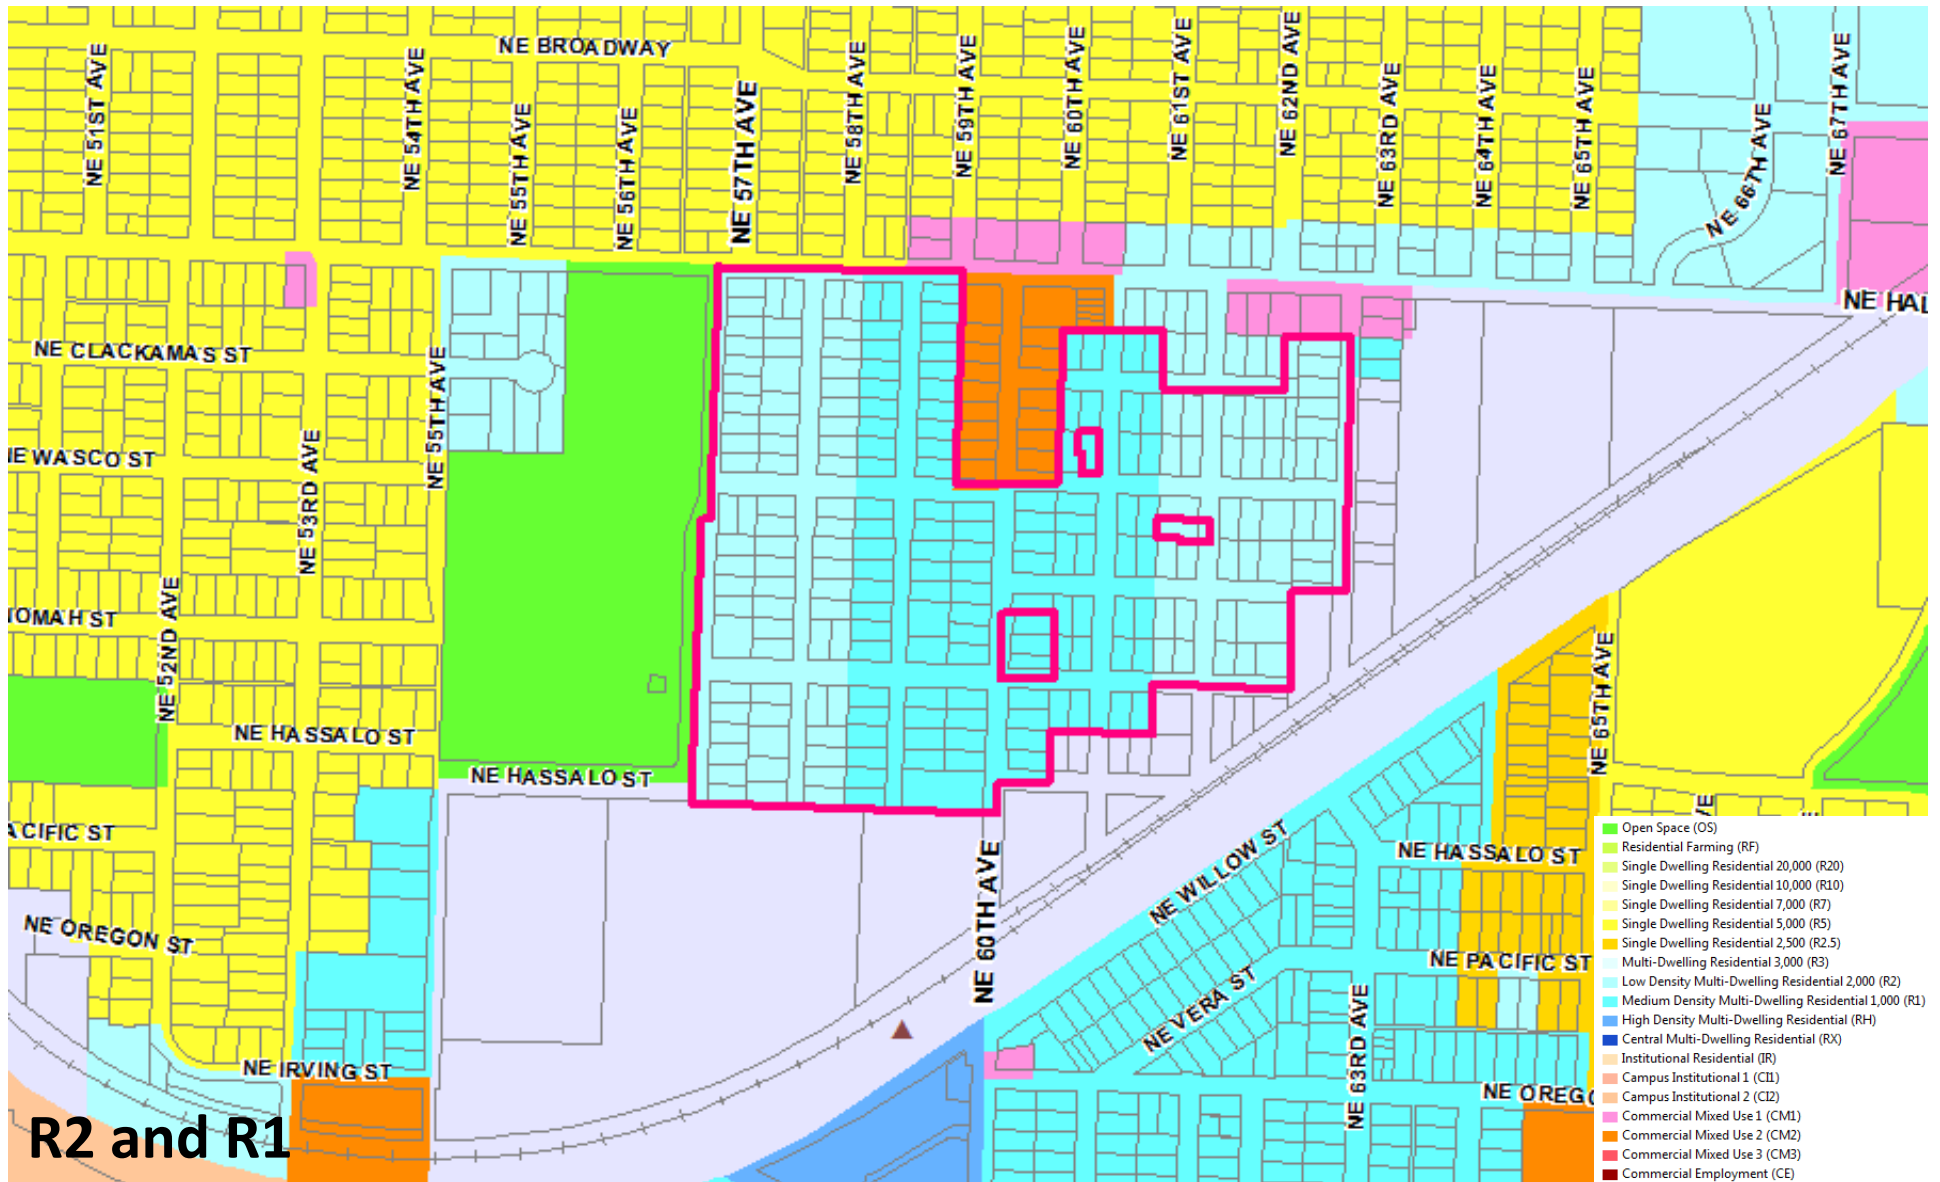 NE BROADWAY
NE 51ST AVE
NE 54TH AVE
NE 55TH AVE
NE 56TH AVE
NE 57TH AVE
NE 58TH AVE
NE 59TH AVE
NE 60TH AVE
NE 61ST AVE
NE 62ND AVE
NE 63RD AVE
NE 64TH AVE
NE 65TH AVE
NE 66TH AVE
NE 67TH AVE
NE HAL
NE CLACKAMAS ST
NE 55TH AVE
NE WASCO ST
NE 53RD AVE
NE 52ND AVE
NOMAH ST
NE HASSALO ST
NE HASSALO ST
NE 65TH AVE
ACIFIC ST
NE 60TH AVE
NE WILLOW ST
NE HASSALO ST
NE OREGON ST
NE PACIFIC ST
NE VERA ST
NE 63RD AVE
NE IRVING ST
NE OREG
R2 and R1
Open Space (OS)
Residential Farming (RF)
Single Dwelling Residential 20,000 (R20)
Single Dwelling Residential 10,000 (R10)
Single Dwelling Residential 7,000 (R7)
Single Dwelling Residential 5,000 (R5)
Single Dwelling Residential 2,500 (R2.5)
Multi-Dwelling Residential 3,000 (R3)
Low Density Multi-Dwelling Residential 2,000 (R2)
Medium Density Multi-Dwelling Residential 1,000 (R1)
High Density Multi-Dwelling Residential (RH)
Central Multi-Dwelling Residential (RX)
Institutional Residential (IR)
Campus Institutional 1 (CI1)
Campus Institutional 2 (CI2)
Commercial Mixed Use 1 (CM1)
Commercial Mixed Use 2 (CM2)
Commercial Mixed Use 3 (CM3)
Commercial Employment (CE)